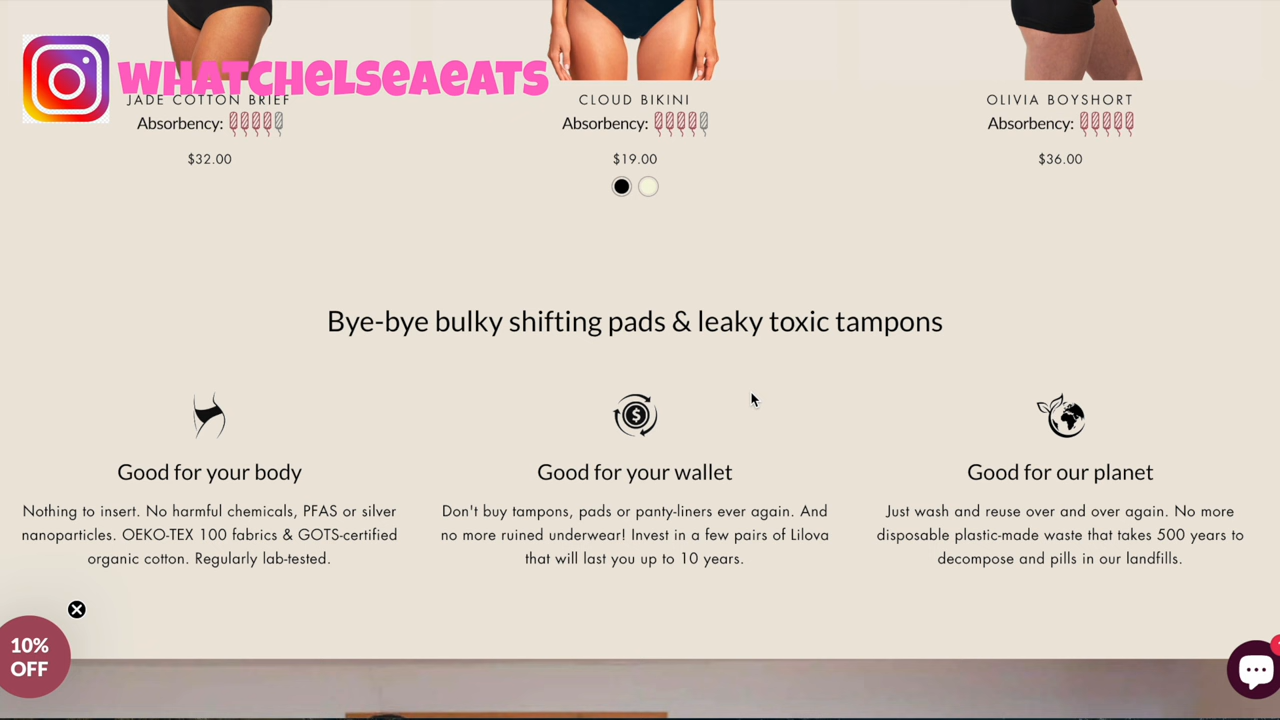 WHATCHELSEAEATS
JADE COTTON BRIEF
Absorbency:
$32.00
CLOUD BIKINI
Absorbency:
$19.00
OLIVIA BOYSHORT
Absorbency:
$36.00
Bye-bye bulky shifting pads & leaky toxic tampons
Good for your body
Nothing to insert. No harmful chemicals, PFAS or silver
nanoparticles. OEKO-TEX 100 fabrics & GOTS-certified
organic cotton. Regularly lab-tested.
Good for your wallet
Don't buy tampons, pads or panty-liners ever again. And
no more ruined underwear! Invest in a few pairs of Lilova
that will last you up to 10 years.
Good for our planet
Just wash and reuse over and over again. No more
disposable plastic-made waste that takes 500 years to
decompose and pills in our landfills.
10%
OFF